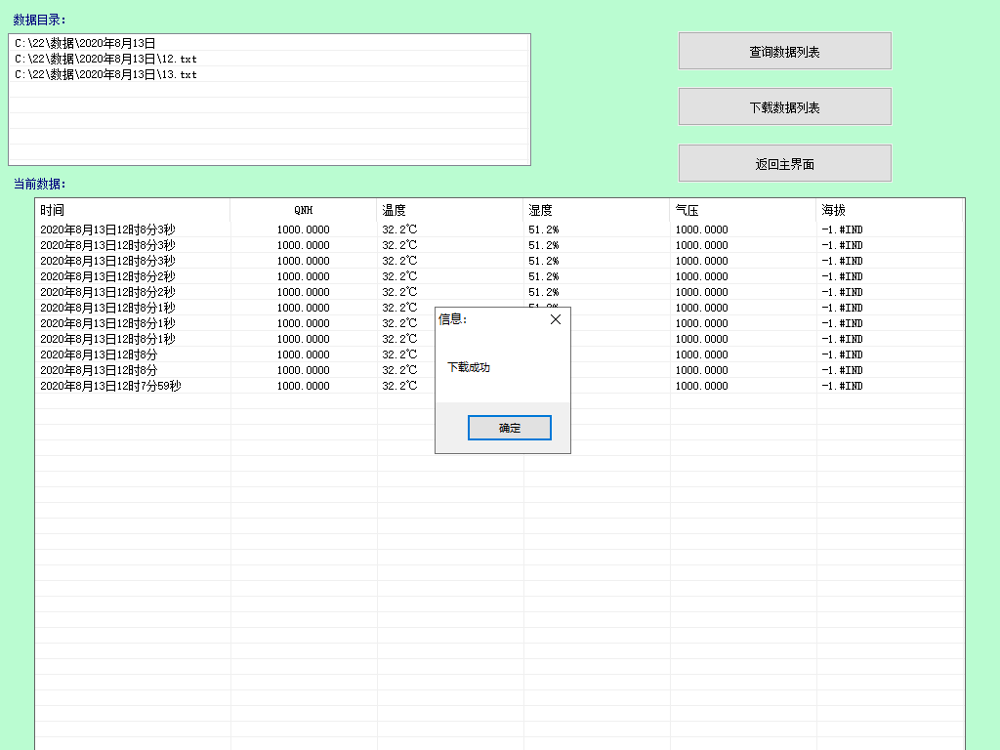 数据目录:
C:\22\数据\2020年8月13日
C:\22\数据\2020年8月13日\12.txt
C:\22\数据\2020年8月13日\13.txt
查询数据列表
下载数据列表
返回主界面
当前数据:
时间 QNH 温度 湿度 气压 海拔
2020年8月13日12时8分3秒 1000.0000 32.2℃ 51.2% 1000.0000 -1.#IND
2020年8月13日12时8分3秒 1000.0000 32.2℃ 51.2% 1000.0000 -1.#IND
2020年8月13日12时8分3秒 1000.0000 32.2℃ 51.2% 1000.0000 -1.#IND
2020年8月13日12时8分2秒 1000.0000 32.2℃ 51.2% 1000.0000 -1.#IND
2020年8月13日12时8分2秒 1000.0000 32.2℃ 51.2% 1000.0000 -1.#IND
2020年8月13日12时8分1秒 1000.0000 32.2℃ 1000.0000 -1.#IND
2020年8月13日12时8分1秒 1000.0000 32.2℃ 1000.0000 -1.#IND
2020年8月13日12时8分1秒 1000.0000 32.2℃ 1000.0000 -1.#IND
2020年8月13日12时8分 1000.0000 32.2℃ 1000.0000 -1.#IND
2020年8月13日12时8分 1000.0000 32.2℃ 1000.0000 -1.#IND
2020年8月13日12时7分59秒 1000.0000 32.2℃ 1000.0000 -1.#IND
信息:
下载成功
确定